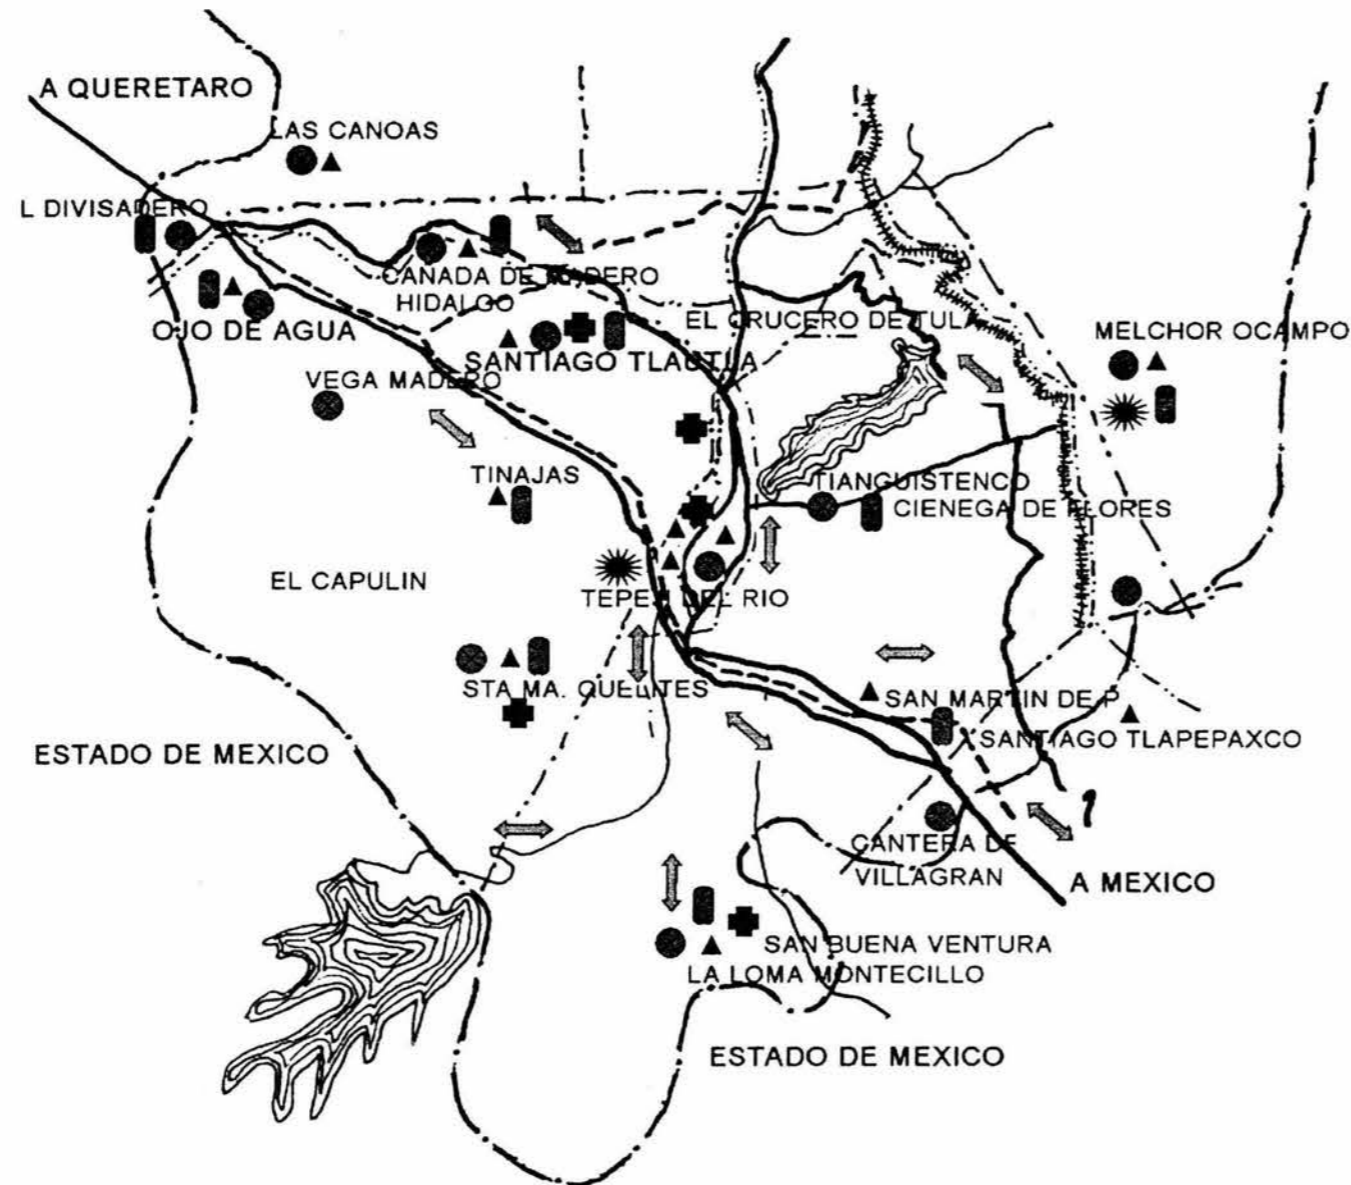 A QUERETARO
LAS CANOAS
L DIVISADERO
CAÑADA DE MADERO
HIDALGO
EL CRUCERO DE TULA
MELCHOR OCAMPO
OJO DE AGUA
SANTIAGO TLAUTLA
VEGA MADERO
TINAJAS
TIANGUISTENCO
CIENEGA DE FLORES
EL CAPULIN
TEPEJI DEL RIO
STA MA. QUELITES
SAN MARTIN DE P
SANTIAGO TLAPEPAXCO
ESTADO DE MEXICO
CANTERA DE
VILLAGRAN
A MEXICO
SAN BUENA VENTURA
LA LOMA MONTECILLO
ESTADO DE MEXICO